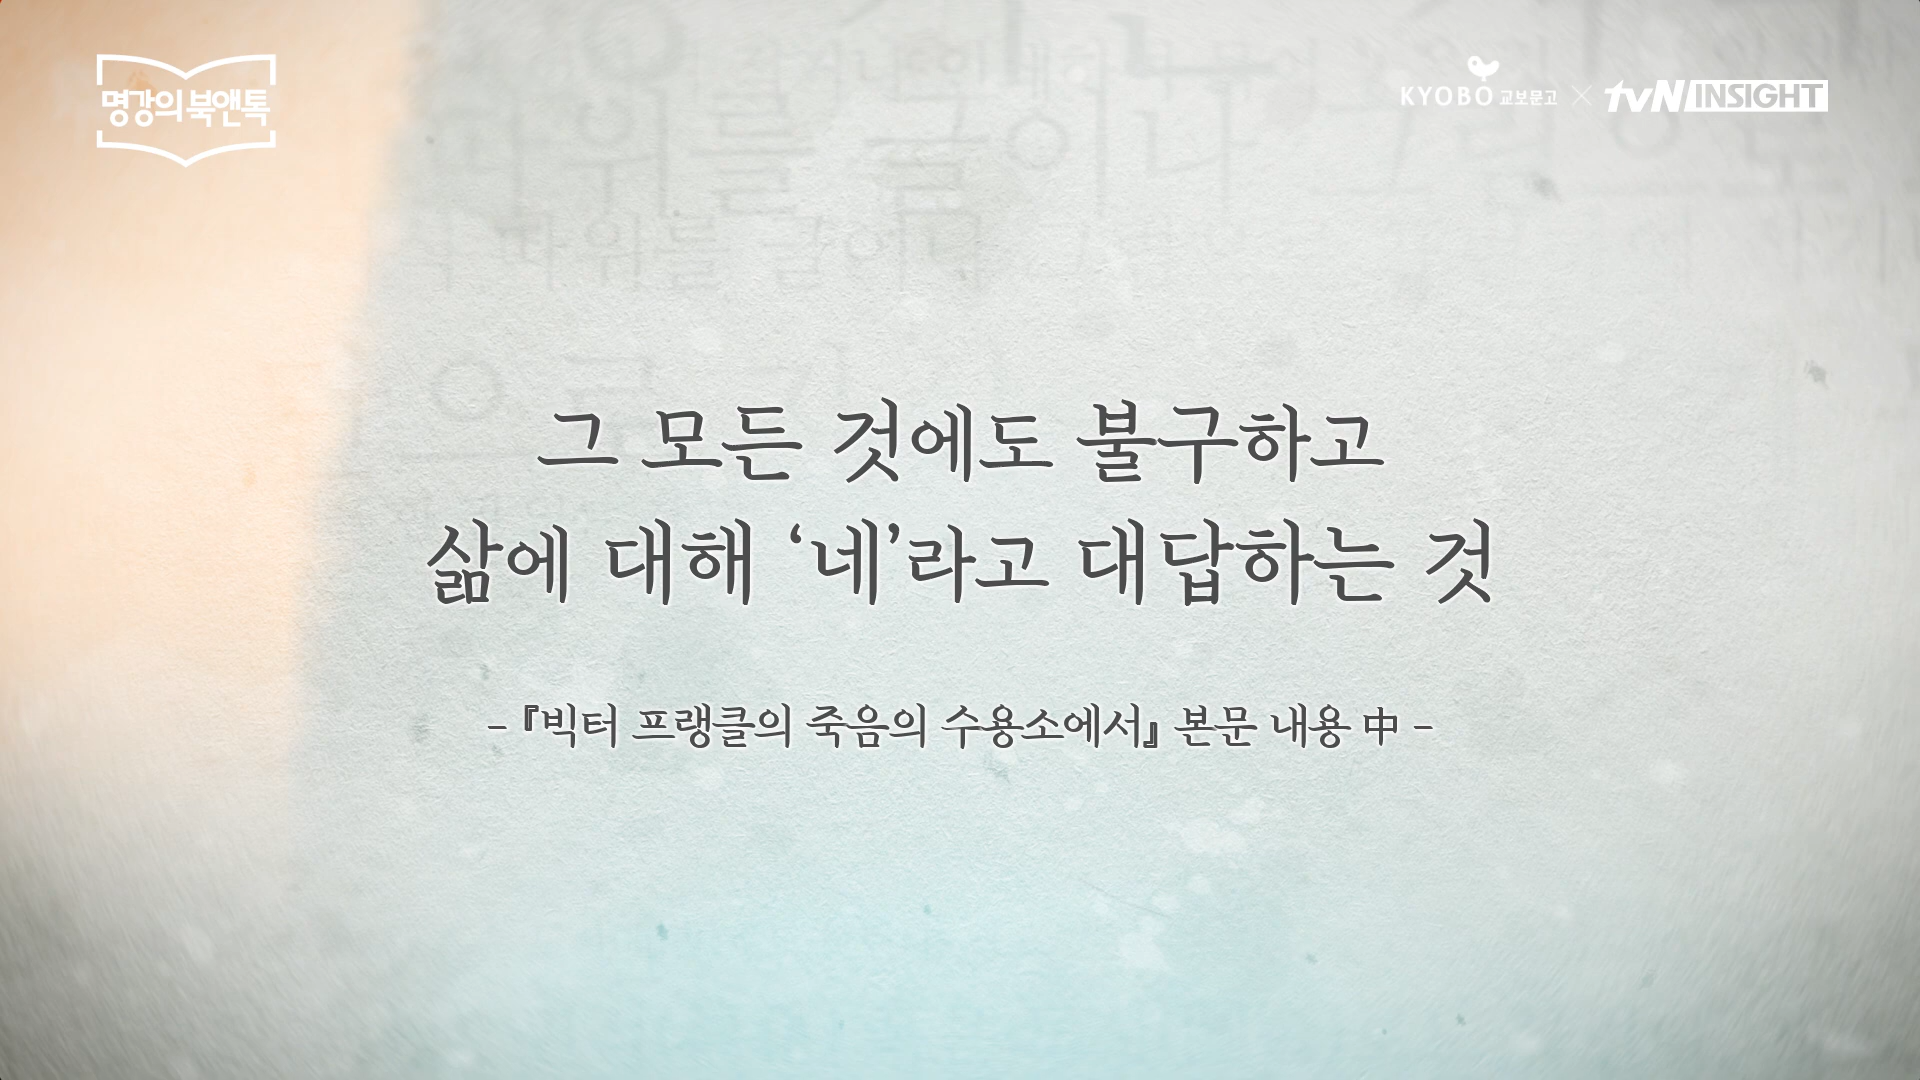 명강의 북앤톡
KYOBO 교보문고 × tvN INSIGHT
그 모든 것에도 불구하고
삶에 대해 ‘네’라고 대답하는 것
- 『빅터 프랭클의 죽음의 수용소에서』 본문 내용 中 -